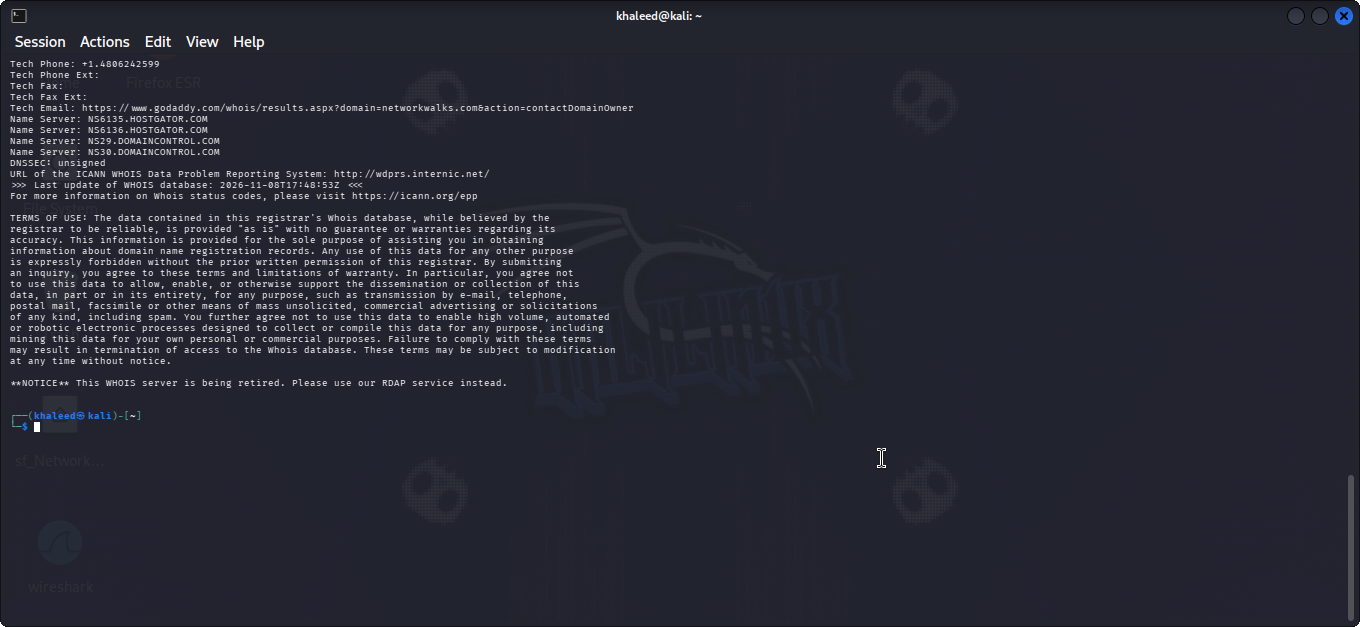 khaleed@kali: ~
Session Actions Edit View Help
Tech Phone: +1.4806242599
Tech Phone Ext:
Tech Fax:
Tech Fax Ext:
Tech Email: https://www.godaddy.com/whois/results.aspx?domain=networkwalks.com&action=contactDomainOwner
Name Server: NS6135.HOSTGATOR.COM
Name Server: NS6136.HOSTGATOR.COM
Name Server: NS29.DOMAINCONTROL.COM
Name Server: NS30.DOMAINCONTROL.COM
DNSSEC: unsigned
URL of the ICANN WHOIS Data Problem Reporting System: http://wdprs.internic.net/
>>> Last update of WHOIS database: 2026-11-08T17:48:53Z <<<
For more information on Whois status codes, please visit https://icann.org/epp
TERMS OF USE: The data contained in this registrar's Whois database, while believed by the
registrar to be reliable, is provided "as is" with no guarantee or warranties regarding its
accuracy. This information is provided for the sole purpose of assisting you in obtaining
information about domain name registration records. Any use of this data for any other purpose
is expressly forbidden without the prior written permission of this registrar. By submitting
an inquiry, you agree to these terms and limitations of warranty. In particular, you agree not
to use this data to allow, enable, or otherwise support the dissemination or collection of this
data, in part or in its entirety, for any purpose, such as transmission by e-mail, telephone,
postal mail, facsimile or other means of mass unsolicited, commercial advertising or solicitations
of any kind, including spam. You further agree not to use this data to enable high volume, automated
or robotic electronic processes designed to collect or compile this data for any purpose, including
mining this data for your own personal or commercial purposes. Failure to comply with these terms
may result in termination of access to the Whois database. These terms may be subject to modification
at any time without notice.
**NOTICE** This WHOIS server is being retired. Please use our RDAP service instead.
┌──(khaleed㉿kali)-[~]
└─$
Firefox ESR
File System
sf_Network...
wireshark